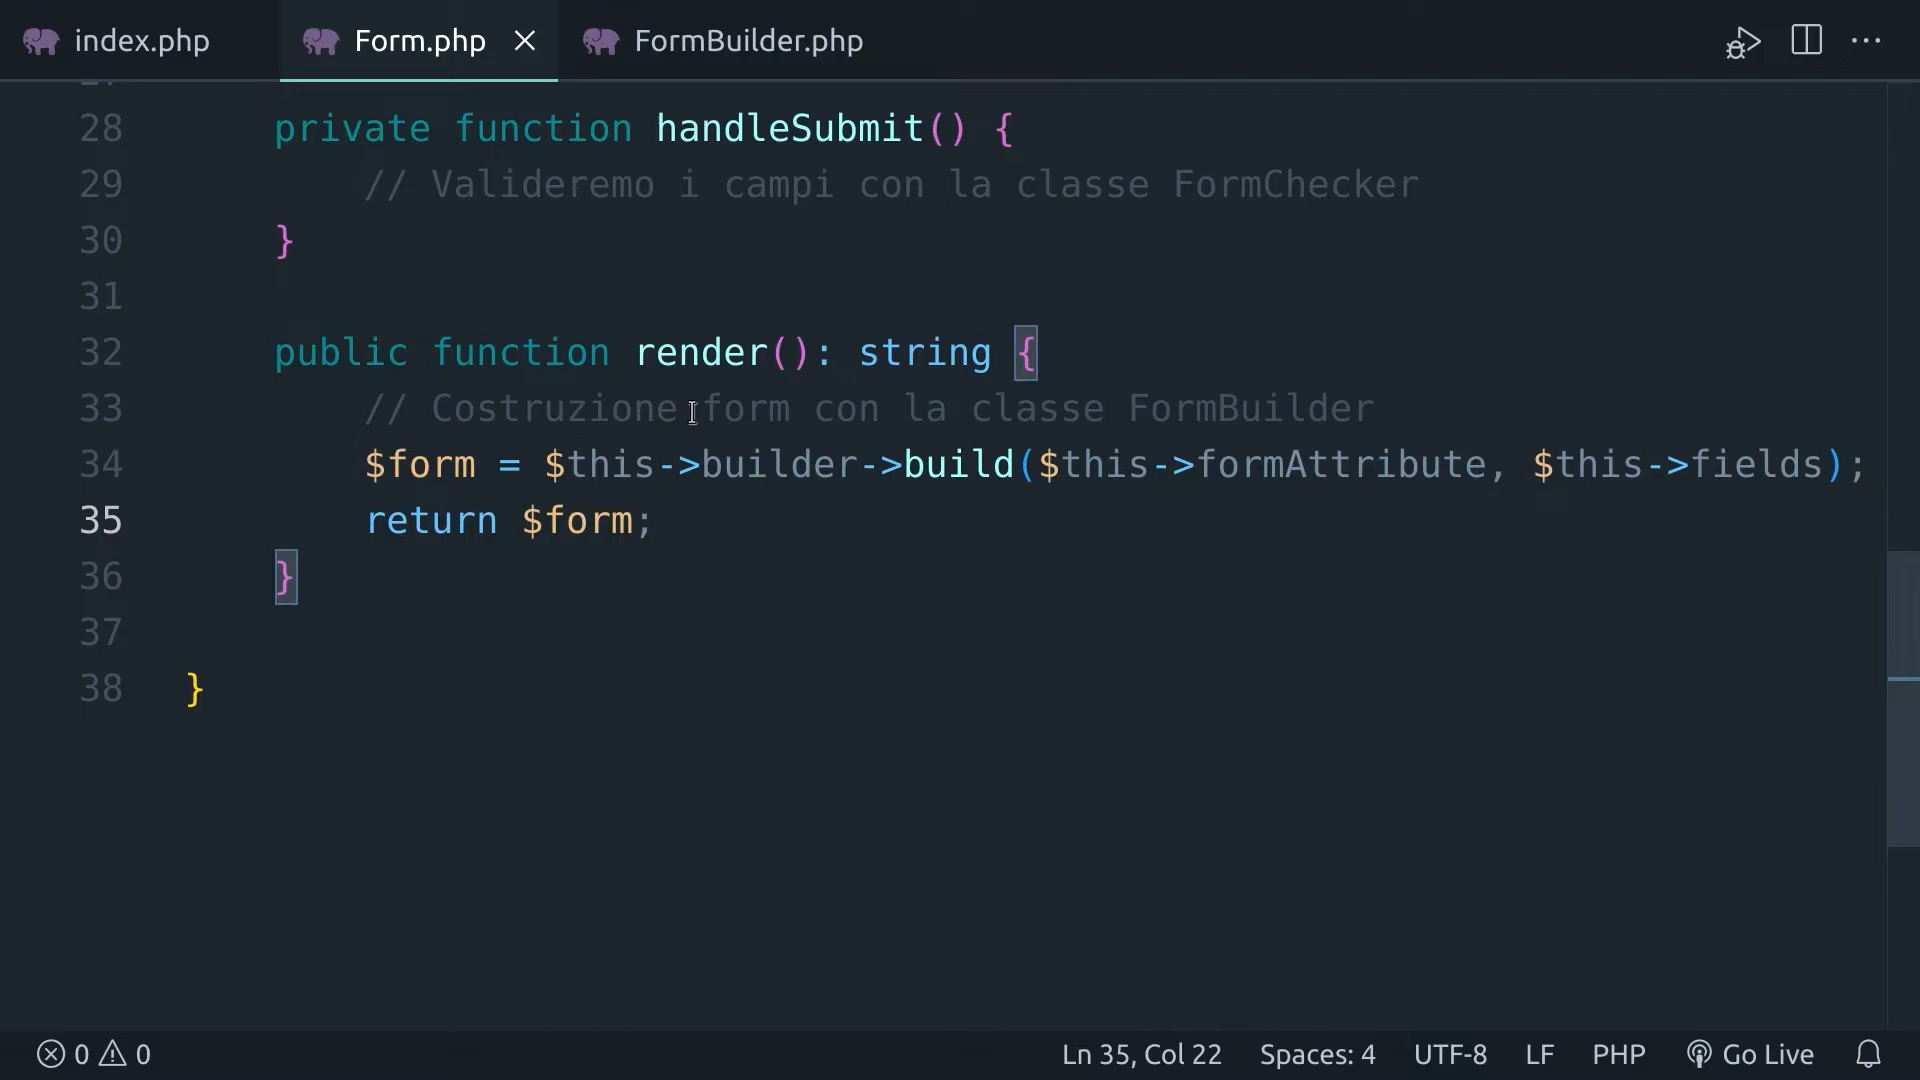 index.php Form.php FormBuilder.php
28 private function handleSubmit() {
29 // Valideremo i campi con la classe FormChecker
30 }
31
32 public function render(): string {
33 // Costruzione form con la classe FormBuilder
34 $form = $this->builder->build($this->formAttribute, $this->fields);
35 return $form;
36 }
37
38 }
0 0 Ln 35, Col 22 Spaces: 4 UTF-8 LF PHP Go Live